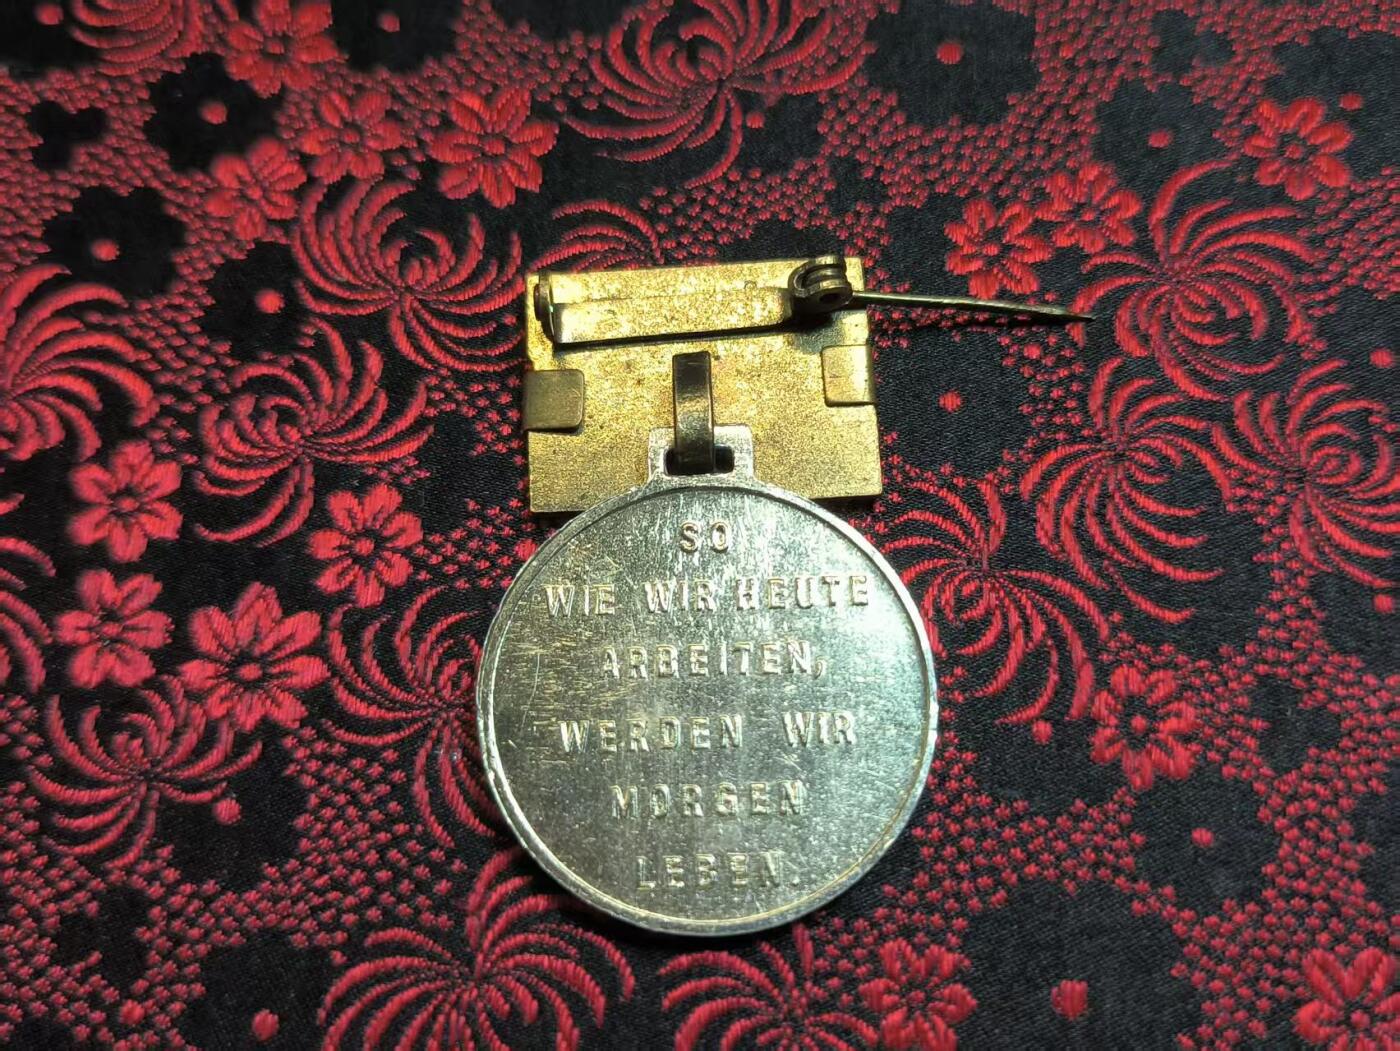 SO
WIE WIR HEUTE
ARBEITEN,
WERDEN WIR
MORGEN
LEBEN.